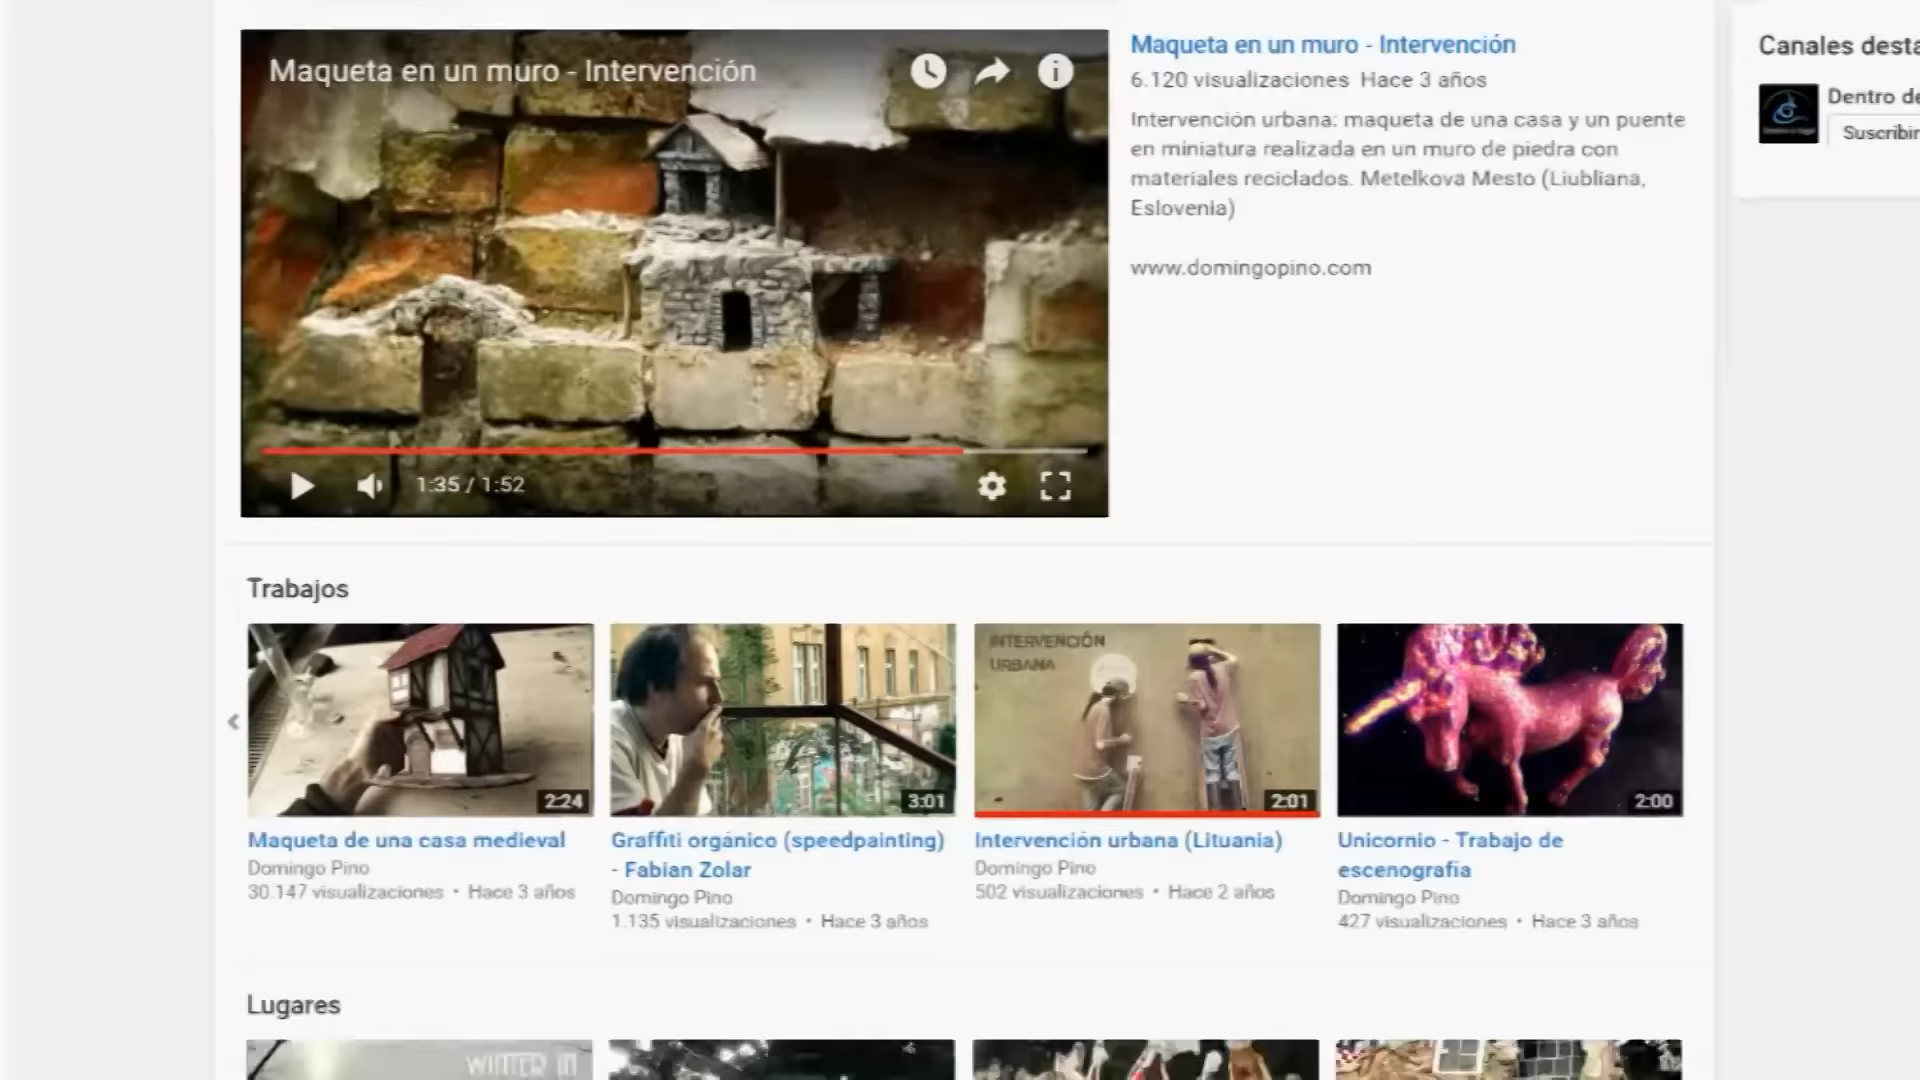 Maqueta en un muro - Intervención
1:35 / 1:52
Maqueta en un muro - Intervención
6.120 visualizaciones Hace 3 años
Intervención urbana: maqueta de una casa y un puente
en miniatura realizada en un muro de piedra con
materiales reciclados. Metelkova Mesto (Liubliana,
Eslovenia)
www.domingopino.com
Canales desta
Dentro de
Suscribir
Trabajos
2:24
3:01
INTERVENCIÓN
URBANA
2:01
2:00
Maqueta de una casa medieval
Domingo Pino
30.147 visualizaciones • Hace 3 años
Graffiti orgánico (speedpainting)
- Fabian Zolar
Domingo Pino
1.135 visualizaciones • Hace 3 años
Intervención urbana (Lituania)
Domingo Pino
502 visualizaciones • Hace 2 años
Unicornio - Trabajo de
escenografía
Domingo Pino
427 visualizaciones • Hace 3 años
Lugares
WINTER IN